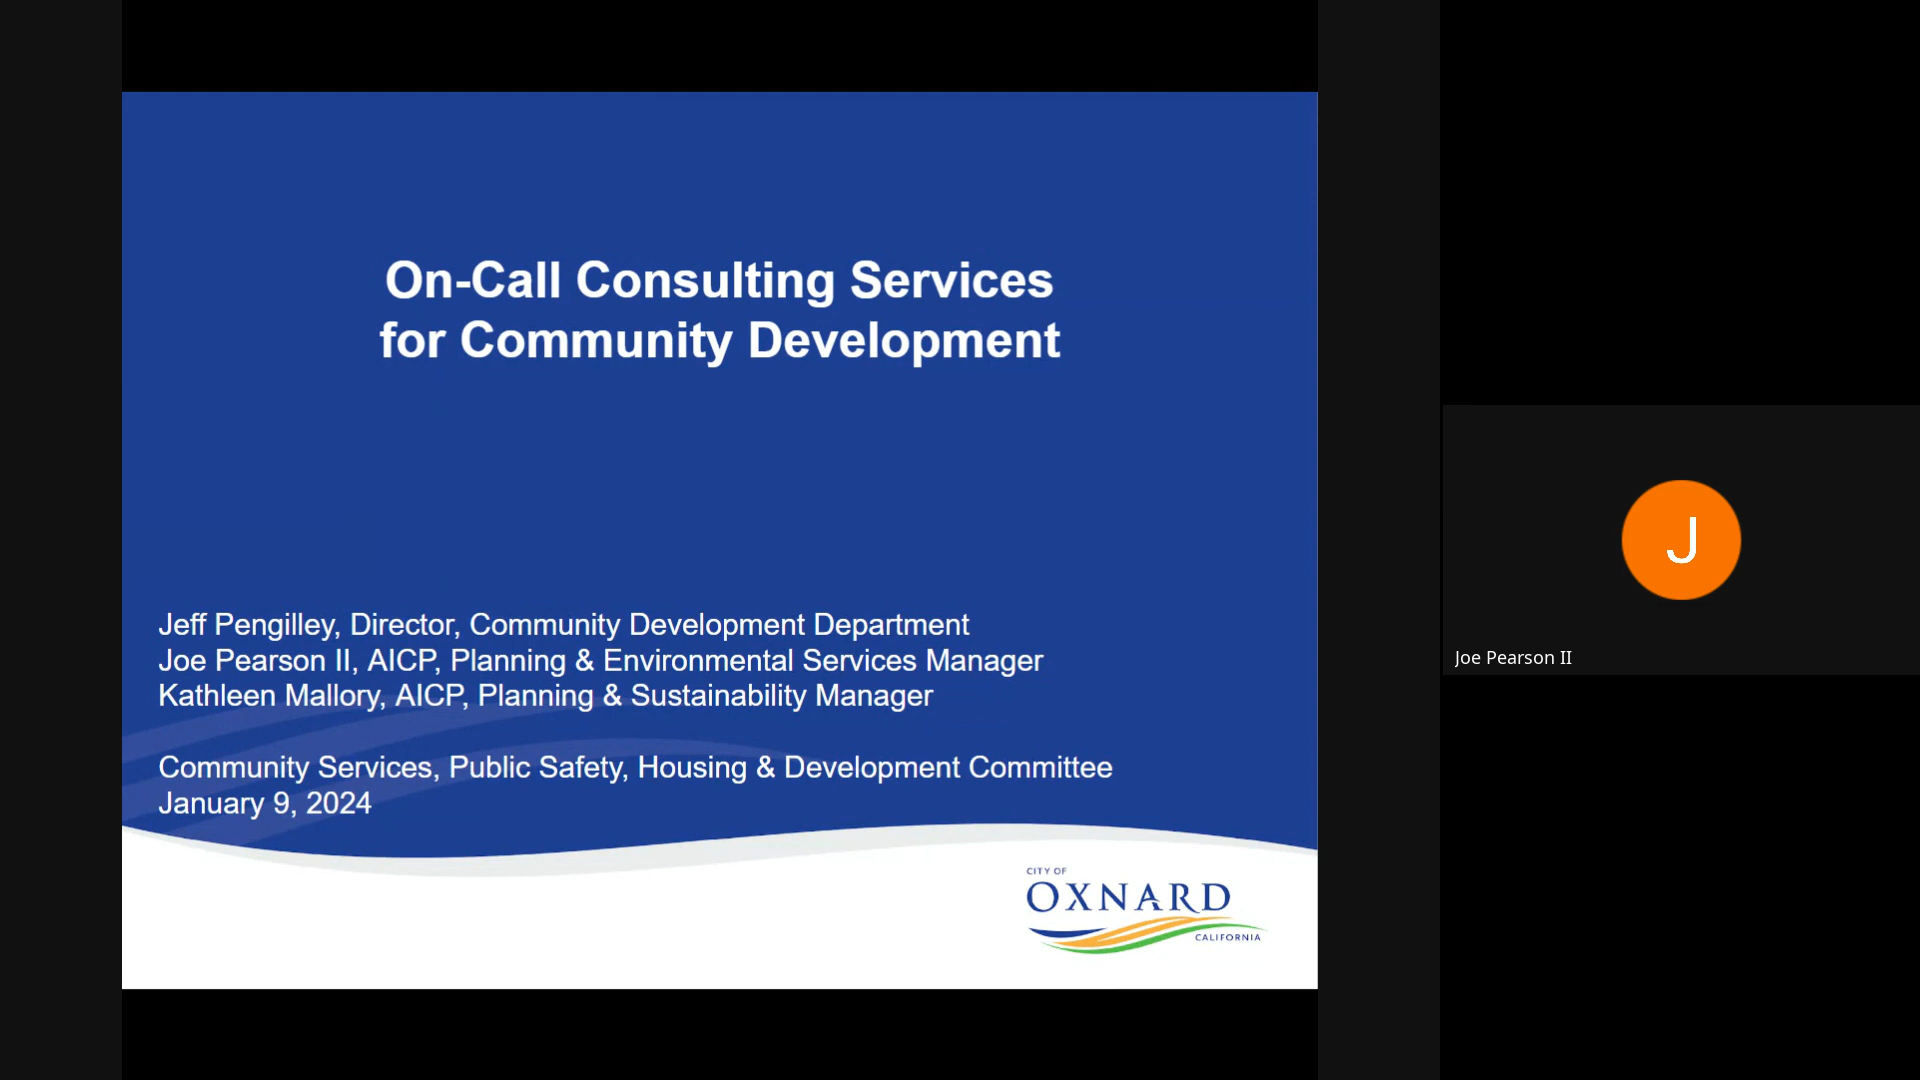 On-Call Consulting Services
for Community Development
Jeff Pengilley, Director, Community Development Department
Joe Pearson II, AICP, Planning & Environmental Services Manager
Kathleen Mallory, AICP, Planning & Sustainability Manager
Community Services, Public Safety, Housing & Development Committee
January 9, 2024
CITY OF
OXNARD
CALIFORNIA
J
Joe Pearson II